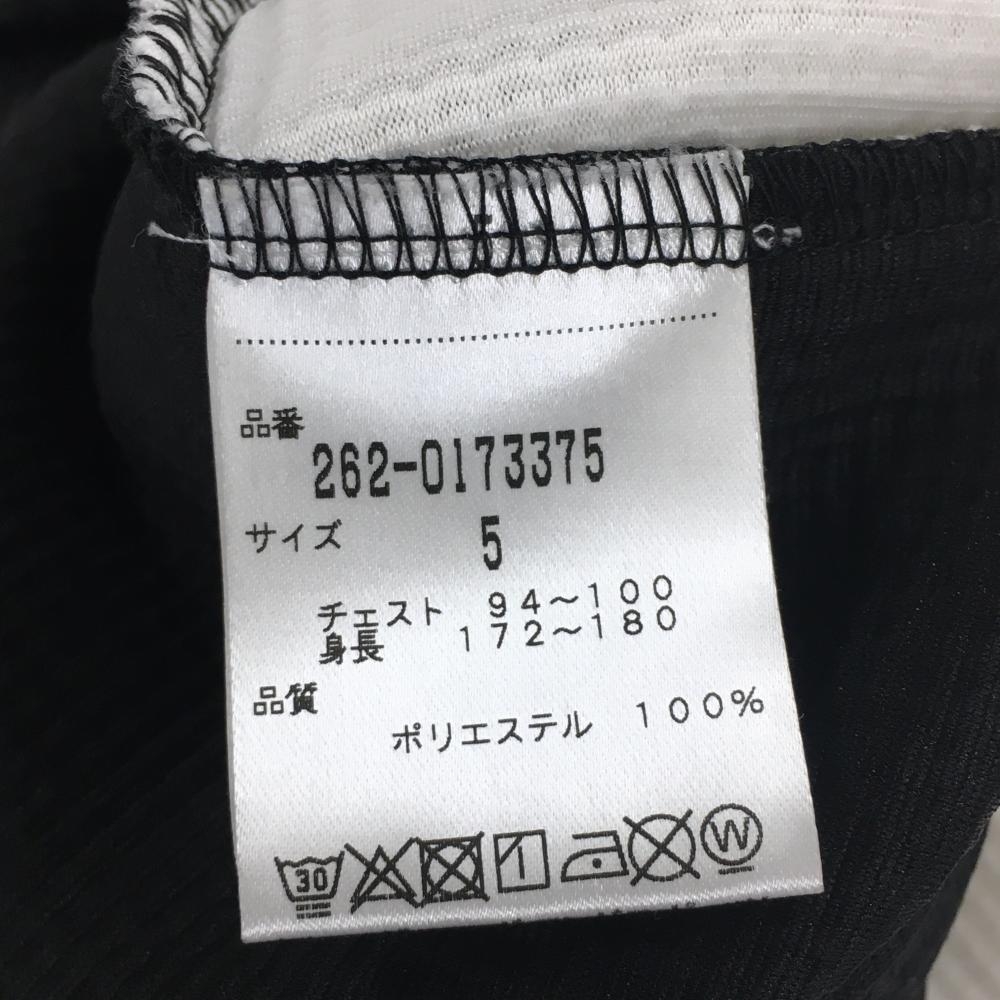 品番
262-0173375
サイズ 5
チェスト 94～100
身長 172～180
品質
ポリエステル 100%
30 W